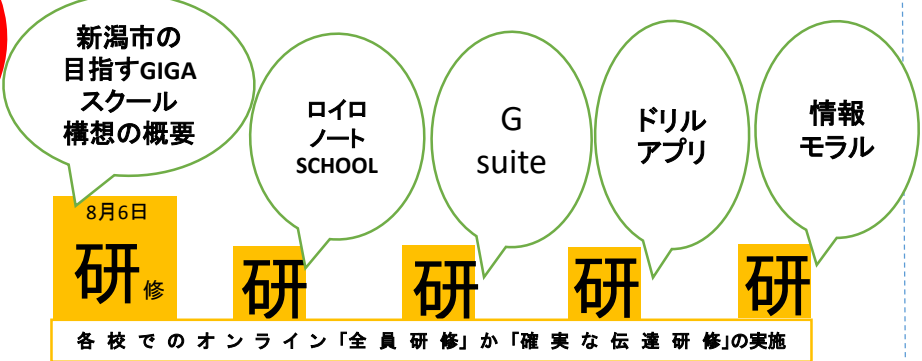 新潟市の
目指すGIGA
スクール
構想の概要
ロイロ
ノート
SCHOOL
G
suite
ドリル
アプリ
情報
モラル
8月6日
研修
研
研
研
研
各校でのオンライン「全員研修」か「確実な伝達研修」の実施